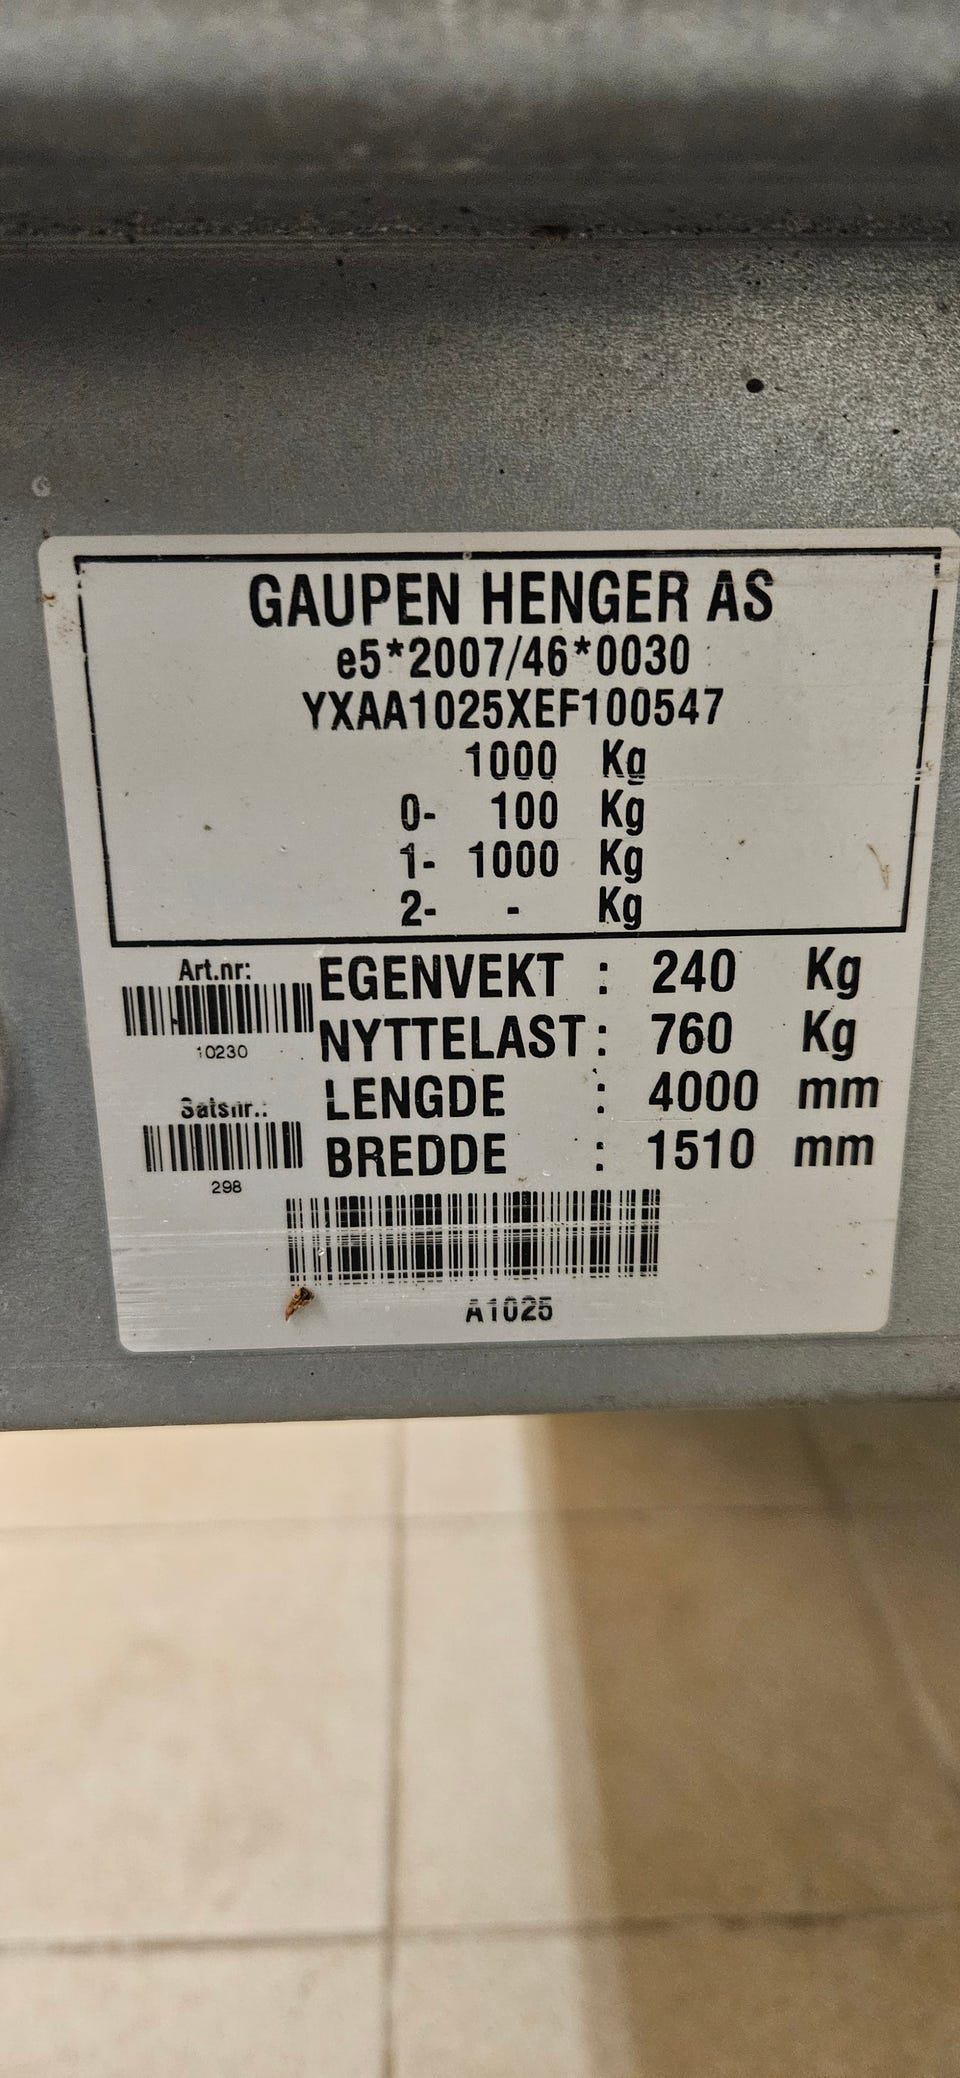 GAUPEN HENGER AS
e5*2007/46*0030
YXAA1025XEF100547
1000 Kg
0- 100 Kg
1- 1000 Kg
2- - Kg
Art.nr:
10230
EGENVEKT : 240 Kg
NYTTELAST : 760 Kg
Satsnr.:
298
LENGDE : 4000 mm
BREDDE : 1510 mm
A1025